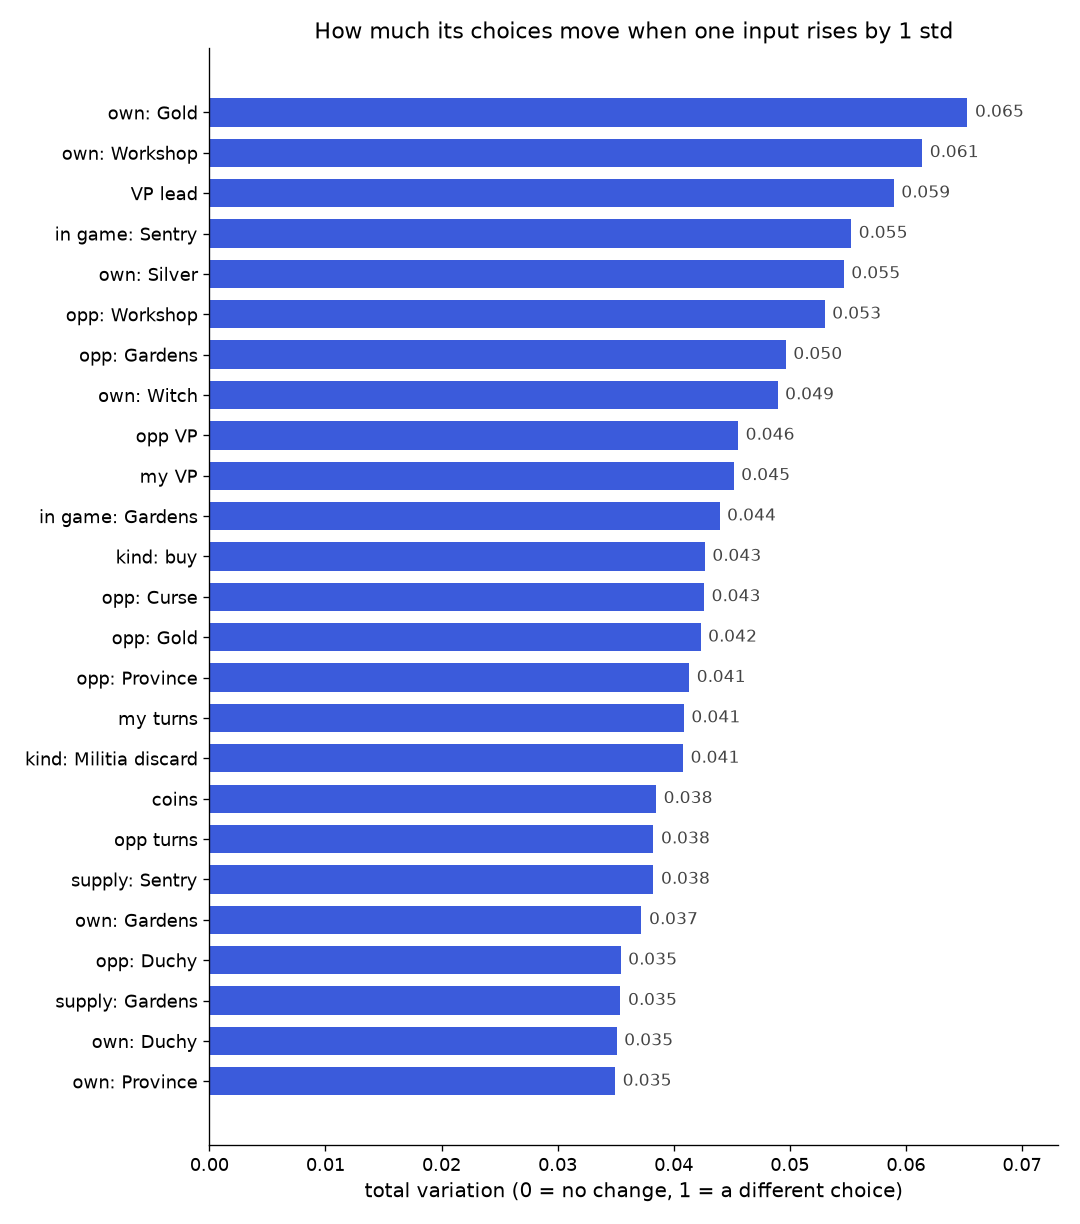 How much its choices move when one input rises by 1 std
own: Gold 0.065
own: Workshop 0.061
VP lead 0.059
in game: Sentry 0.055
own: Silver 0.055
opp: Workshop 0.053
opp: Gardens 0.050
own: Witch 0.049
opp VP 0.046
my VP 0.045
in game: Gardens 0.044
kind: buy 0.043
opp: Curse 0.043
opp: Gold 0.042
opp: Province 0.041
my turns 0.041
kind: Militia discard 0.041
coins 0.038
opp turns 0.038
supply: Sentry 0.038
own: Gardens 0.037
opp: Duchy 0.035
supply: Gardens 0.035
own: Duchy 0.035
own: Province 0.035
0.00 0.01 0.02 0.03 0.04 0.05 0.06 0.07
total variation (0 = no change, 1 = a different choice)